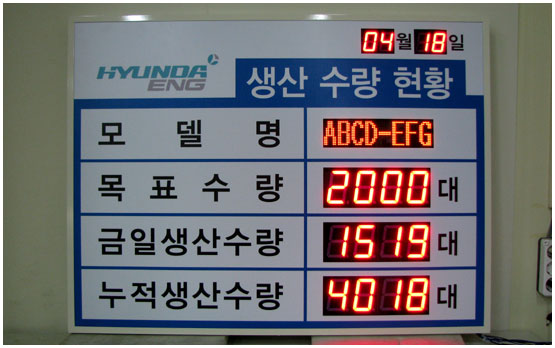 04월 18일
HYUNDAI
ENG
생산 수량 현황
모델명 ABCD-EFG
목표수량 2000대
금일생산수량 1519대
누적생산수량 4018대